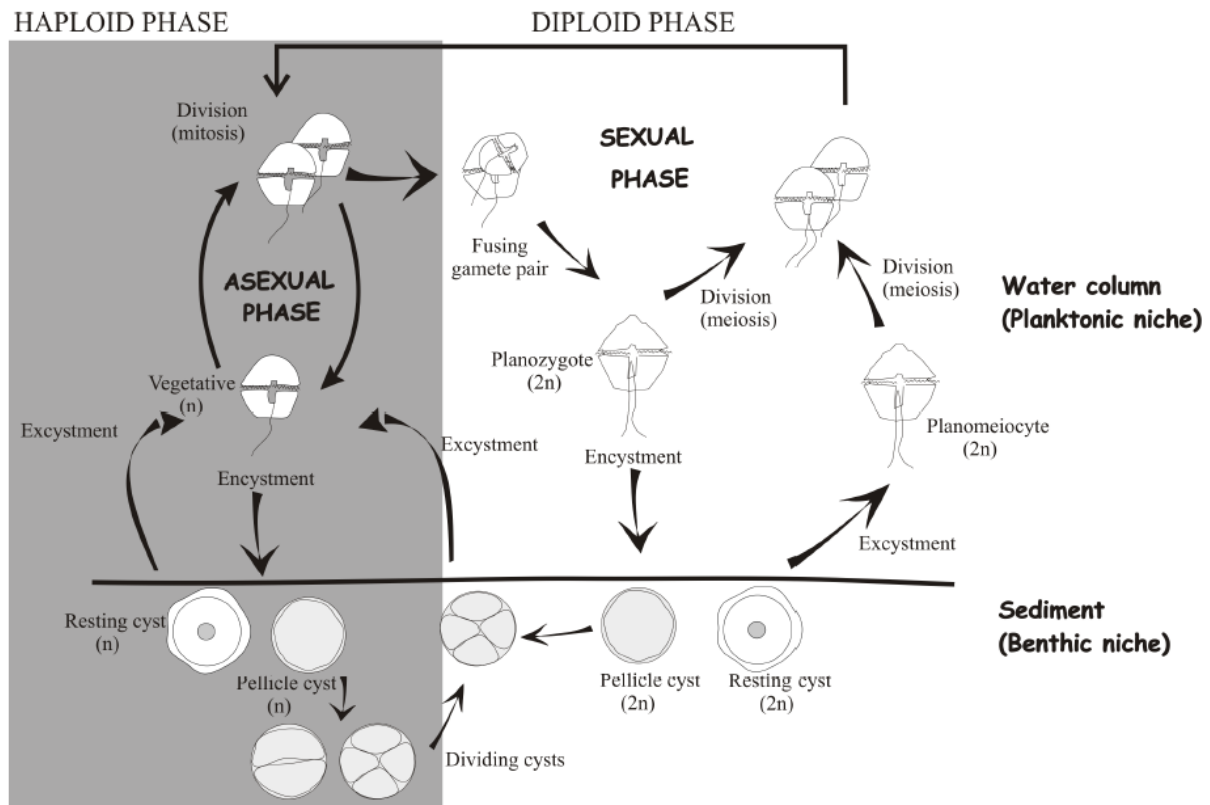 HAPLOID PHASE
DIPLOID PHASE
Division
(mitosis)
SEXUAL
PHASE
Fusing
gamete pair
Division
(meiosis)
Division
(meiosis)
ASEXUAL
PHASE
Water column
(Planktonic niche)
Vegetative
(n)
Planozygote
(2n)
Planomeiocyte
(2n)
Excystment
Excystment
Encystment
Encystment
Excystment
Resting cyst
(n)
Pellicle cyst
(n)
Pellicle cyst
(2n)
Resting cyst
(2n)
Sediment
(Benthic niche)
Dividing cysts